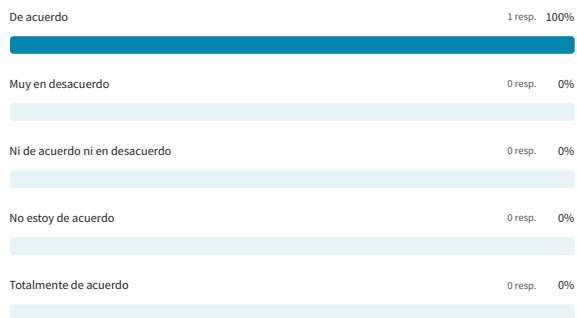 De acuerdo 1 resp. 100%
Muy en desacuerdo 0 resp. 0%
Ni de acuerdo ni en desacuerdo 0 resp. 0%
No estoy de acuerdo 0 resp. 0%
Totalmente de acuerdo 0 resp. 0%